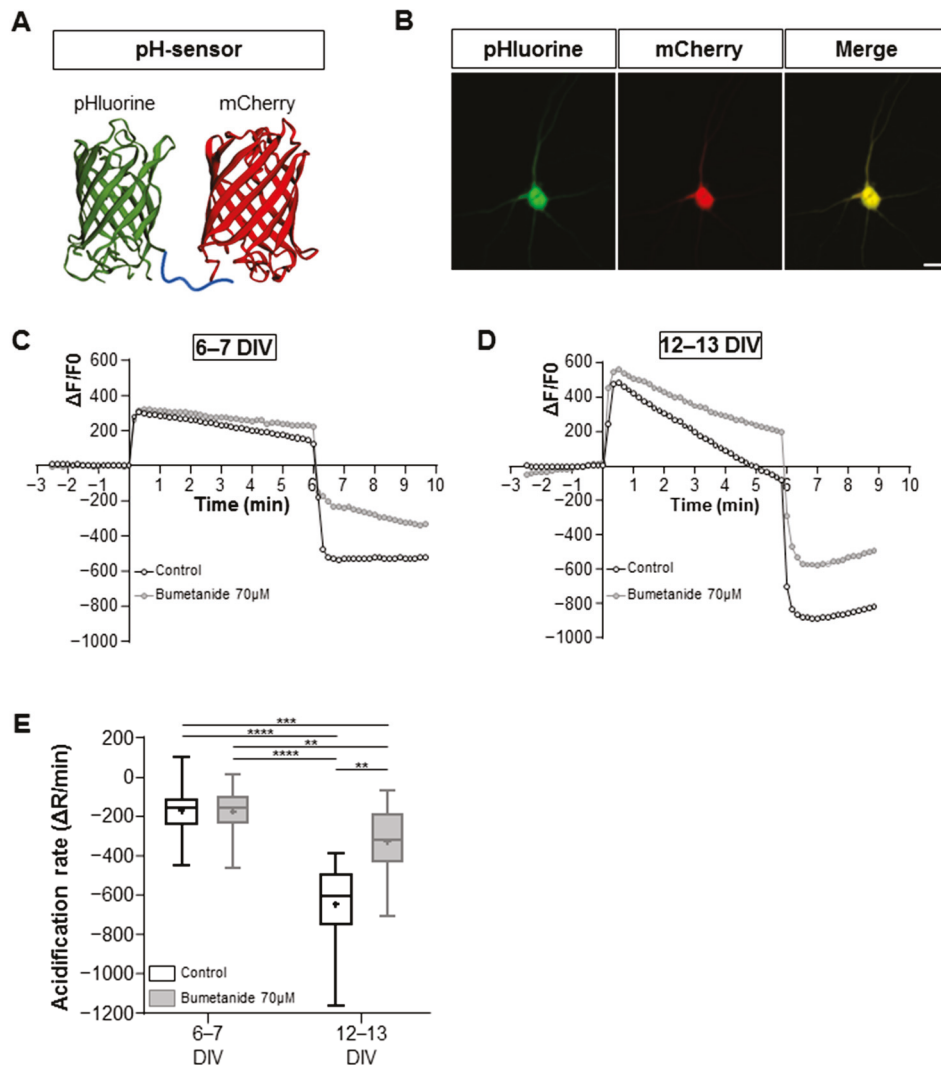 A
pH-sensor
pHluorine
mCherry
B
pHluorine
mCherry
Merge
C
6–7 DIV
ΔF/F0
600
400
200
−3 −2 −1 0 1 2 3 4 5 6 7 8 9 10
Time (min)
−200
−400
−600
−800
−1000
Control
Bumetanide 70µM
D
12–13 DIV
ΔF/F0
600
400
200
−3 −2 −1 0 1 2 3 4 5 6 7 8 9 10
Time (min)
−200
−400
−600
−800
−1000
Control
Bumetanide 70µM
E
Acidification rate (ΔR/min)
200
0
−200
−400
−600
−800
−1000
−1200
***
****
**
****
**
Control
Bumetanide 70µM
6–7
DIV
12–13
DIV